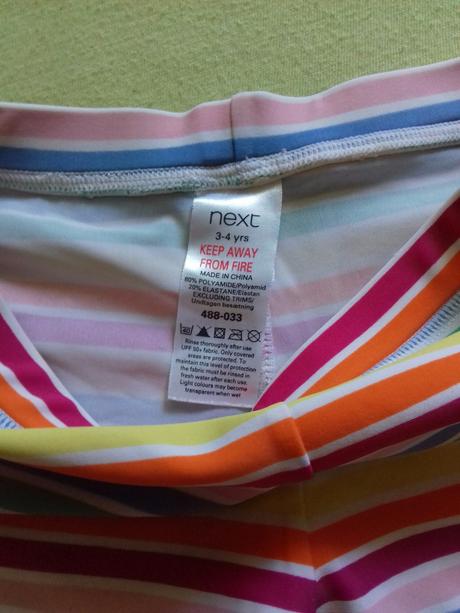 next
3-4 yrs
KEEP AWAY
FROM FIRE
MADE IN CHINA
80% POLYAMIDE/Polyamid
20% ELASTANE/Elastan
EXCLUDING TRIMS/
Undtagen besætning
488-033
Rinse thoroughly after use
UPF 50+ fabric. Only covered
areas are protected. To
maintain this level of protection
the fabric must be rinsed in
fresh water after each use.
Light colours may become
transparent when wet